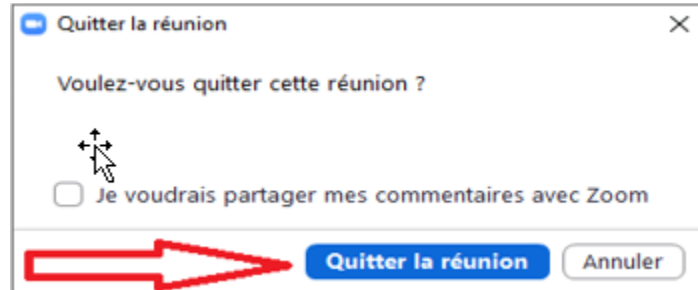 Quitter la réunion
Voulez-vous quitter cette réunion ?
Je voudrais partager mes commentaires avec Zoom
Quitter la réunion Annuler